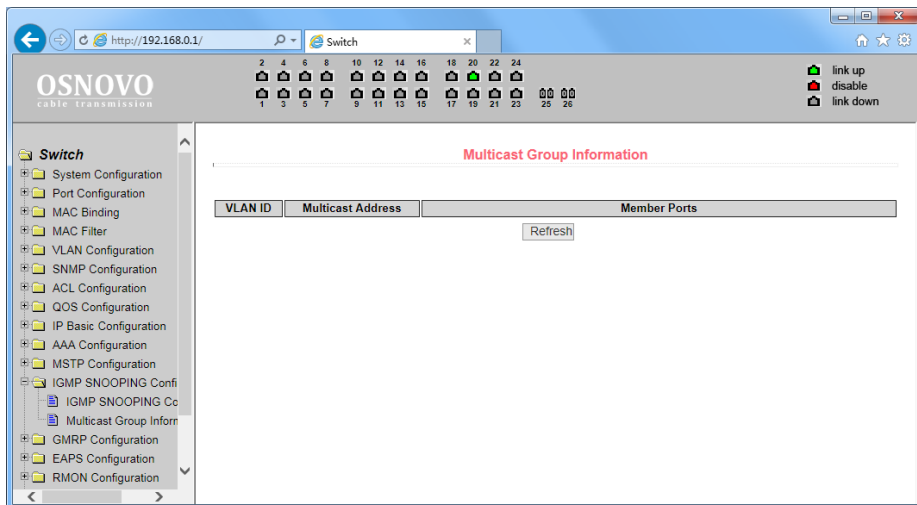 http://192.168.0.1/
Switch
OSNOVO
cable transmission
2 4 6 8 10 12 14 16 18 20 22 24
1 3 5 7 9 11 13 15 17 19 21 23 25 26
link up
disable
link down
Switch
System Configuration
Port Configuration
MAC Binding
MAC Filter
VLAN Configuration
SNMP Configuration
ACL Configuration
QOS Configuration
IP Basic Configuration
AAA Configuration
MSTP Configuration
IGMP SNOOPING Confi
IGMP SNOOPING Co
Multicast Group Inforn
GMRP Configuration
EAPS Configuration
RMON Configuration
Multicast Group Information
VLAN ID Multicast Address Member Ports
Refresh